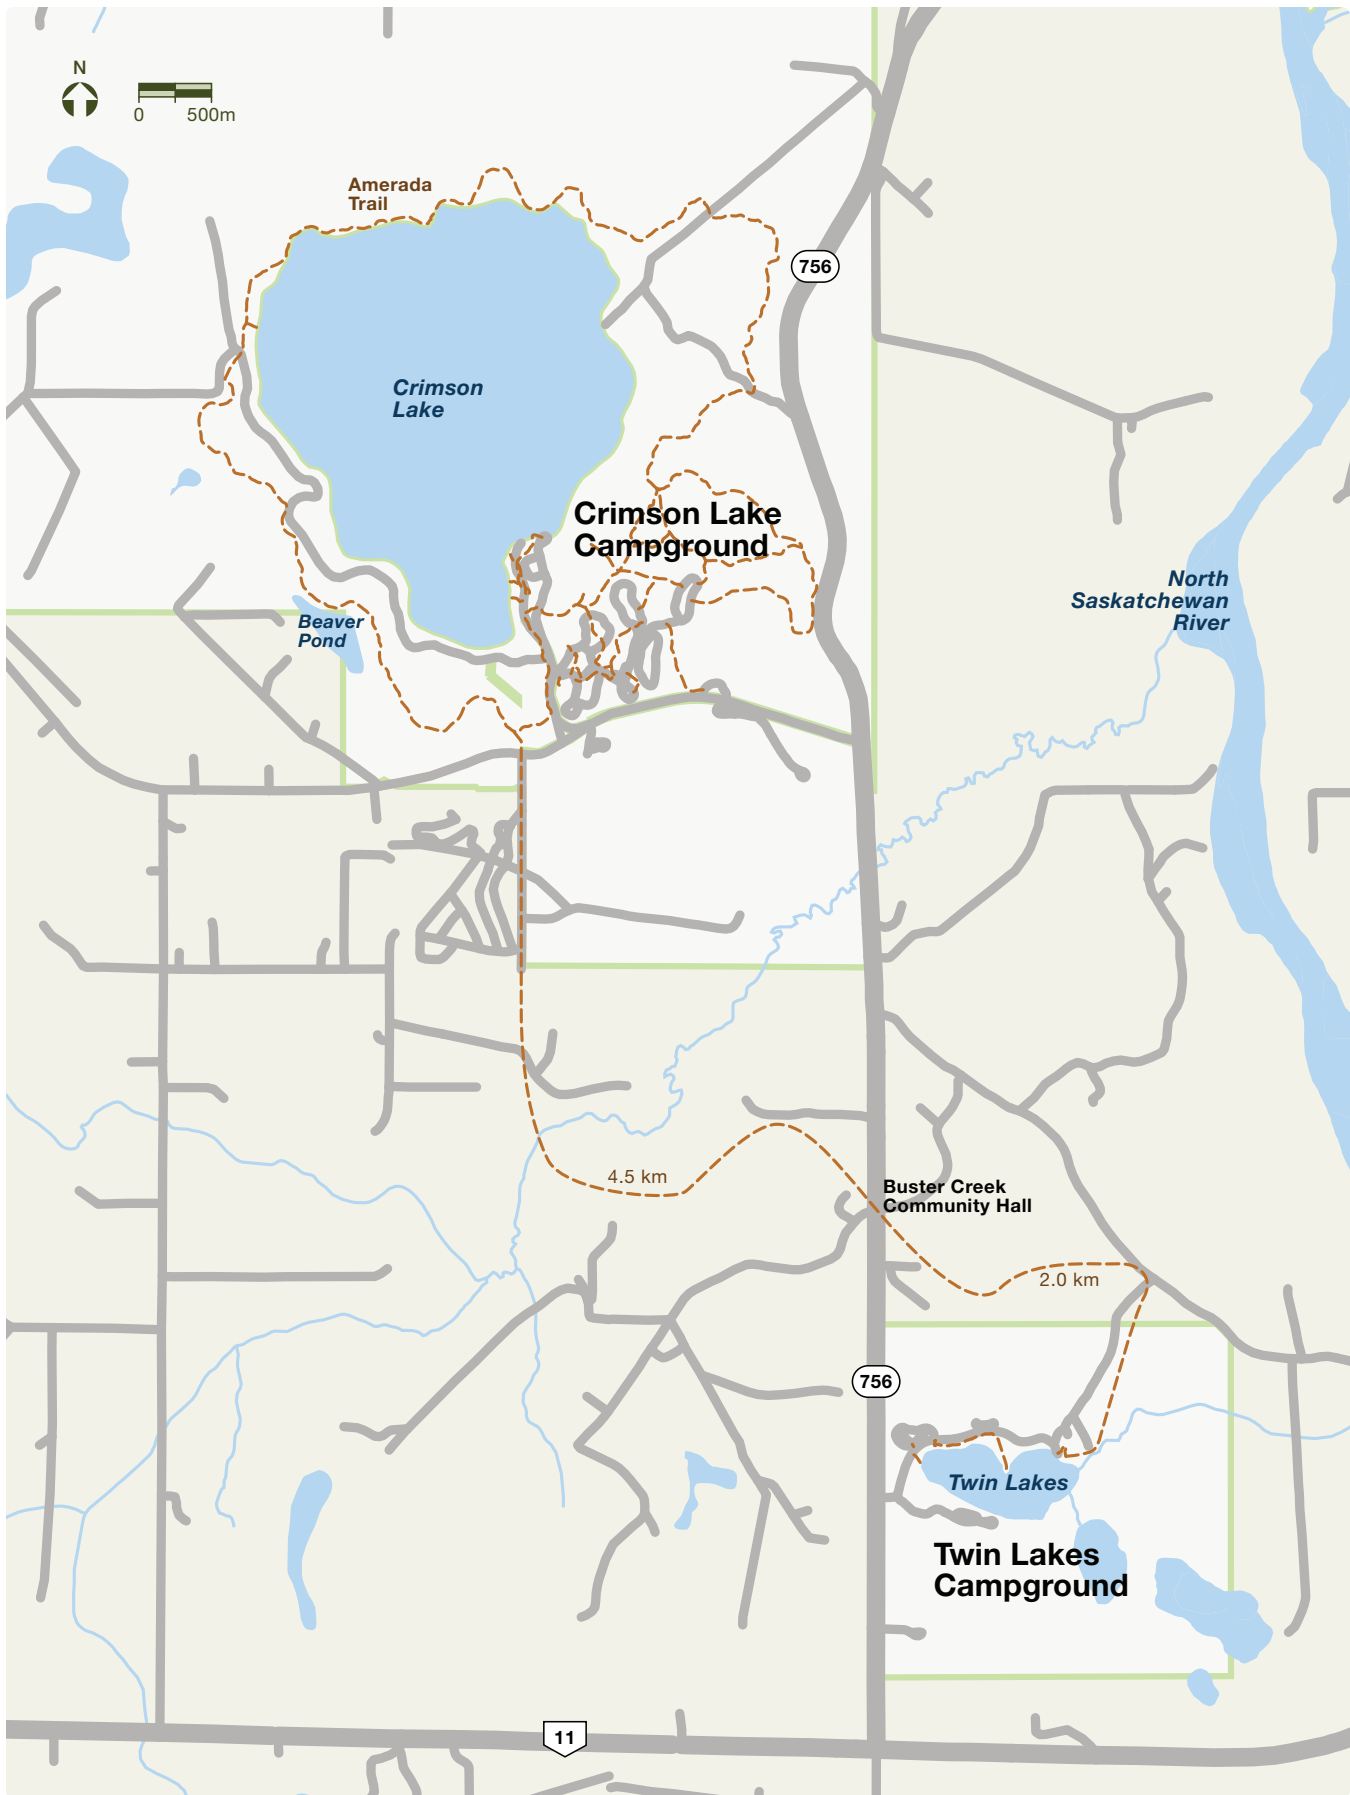 N
0 500m
Amerada
Trail
756
Crimson
Lake
Crimson Lake
Campground
North
Saskatchewan
River
Beaver
Pond
4.5 km
Buster Creek
Community Hall
2.0 km
756
Twin Lakes
Twin Lakes
Campground
11